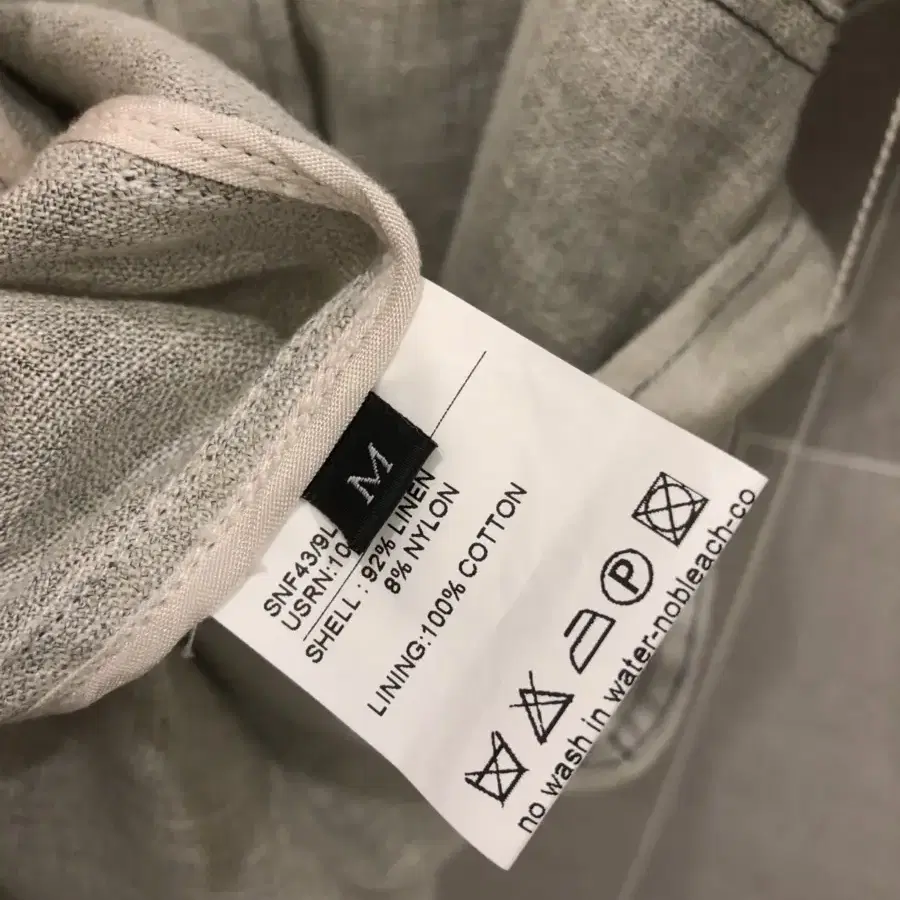 M
SNF43/9L
USRN:10
SHELL : 92% LINEN
8% NYLON
LINING:100% COTTON
P
no wash in water-nobleach-co